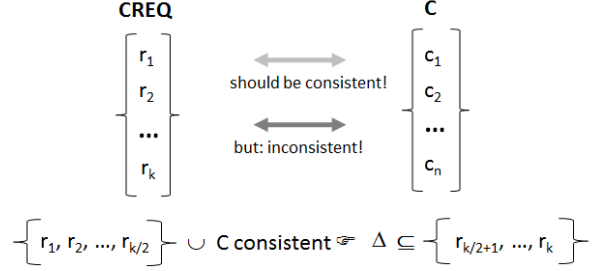 CREQ C
r₁ c₁
should be consistent!
r₂ c₂
... ...
but: inconsistent!
rₖ cₙ
{r₁, r₂, ..., rₖ/₂} ∪ C consistent ☞ Δ ⊆ {rₖ/₂₊₁, ..., rₖ}